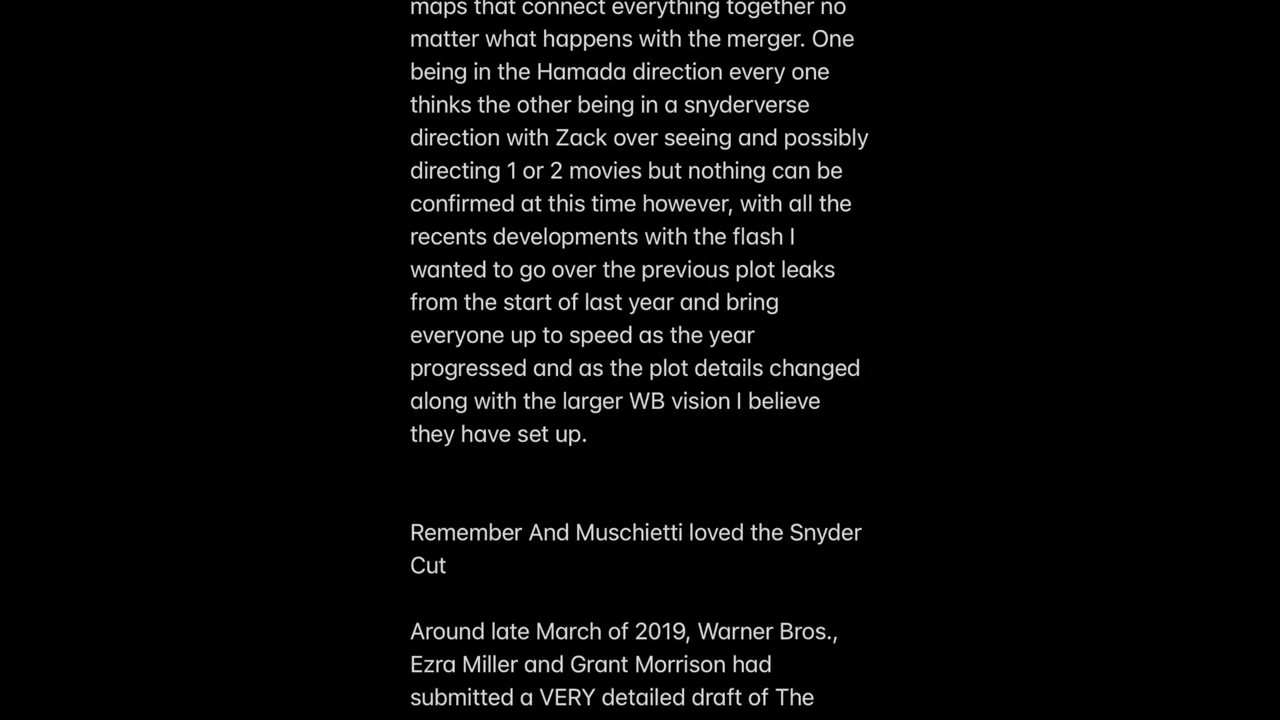 maps that connect everything together no
matter what happens with the merger. One
being in the Hamada direction every one
thinks the other being in a snyderverse
direction with Zack over seeing and possibly
directing 1 or 2 movies but nothing can be
confirmed at this time however, with all the
recents developments with the flash I
wanted to go over the previous plot leaks
from the start of last year and bring
everyone up to speed as the year
progressed and as the plot details changed
along with the larger WB vision I believe
they have set up.
Remember And Muschietti loved the Snyder
Cut
Around late March of 2019, Warner Bros.,
Ezra Miller and Grant Morrison had
submitted a VERY detailed draft of The